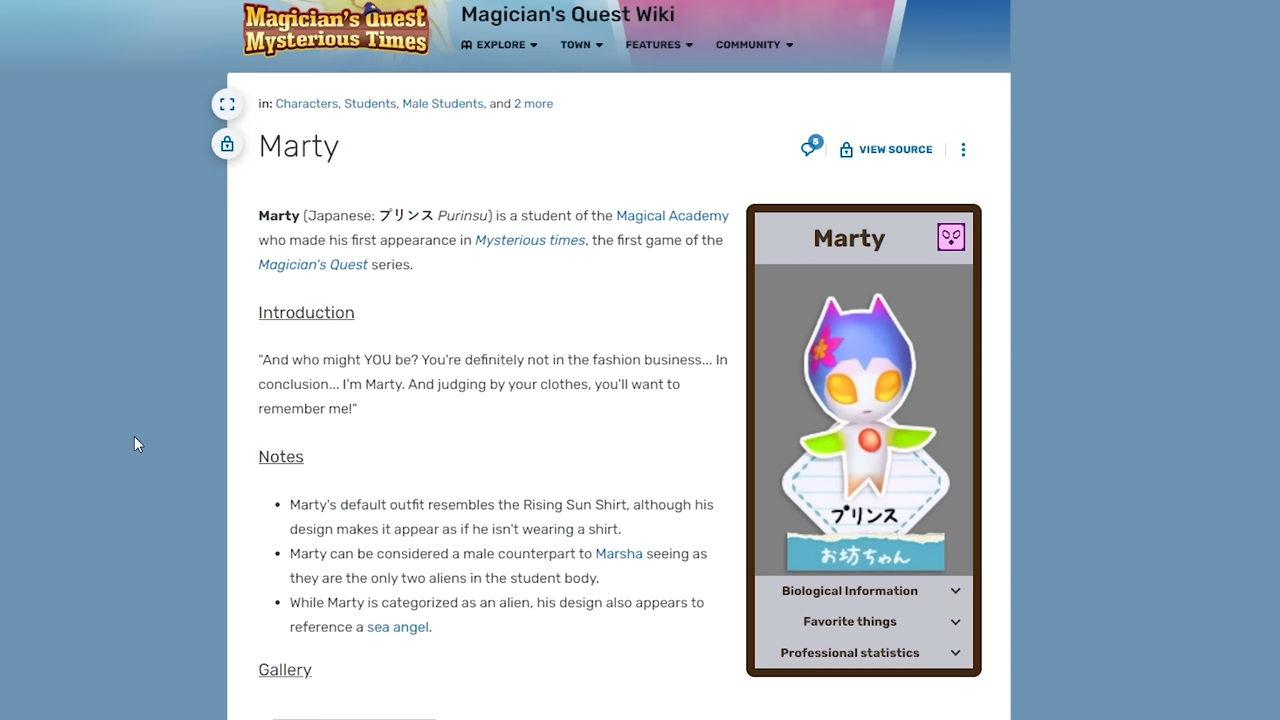 Magician's Quest
Mysterious Times
Magician's Quest Wiki
EXPLORE
TOWN
FEATURES
COMMUNITY
in: Characters, Students, Male Students, and 2 more
Marty
5
VIEW SOURCE
Marty (Japanese: プリンス Purinsu) is a student of the Magical Academy
who made his first appearance in Mysterious times, the first game of the
Magician's Quest series.
Introduction
"And who might YOU be? You're definitely not in the fashion business... In
conclusion... I'm Marty. And judging by your clothes, you'll want to
remember me!"
Notes
Marty's default outfit resembles the Rising Sun Shirt, although his
design makes it appear as if he isn't wearing a shirt.
Marty can be considered a male counterpart to Marsha seeing as
they are the only two aliens in the student body.
While Marty is categorized as an alien, his design also appears to
reference a sea angel.
Gallery
Marty
プリンス
お坊ちゃん
Biological Information
Favorite things
Professional statistics